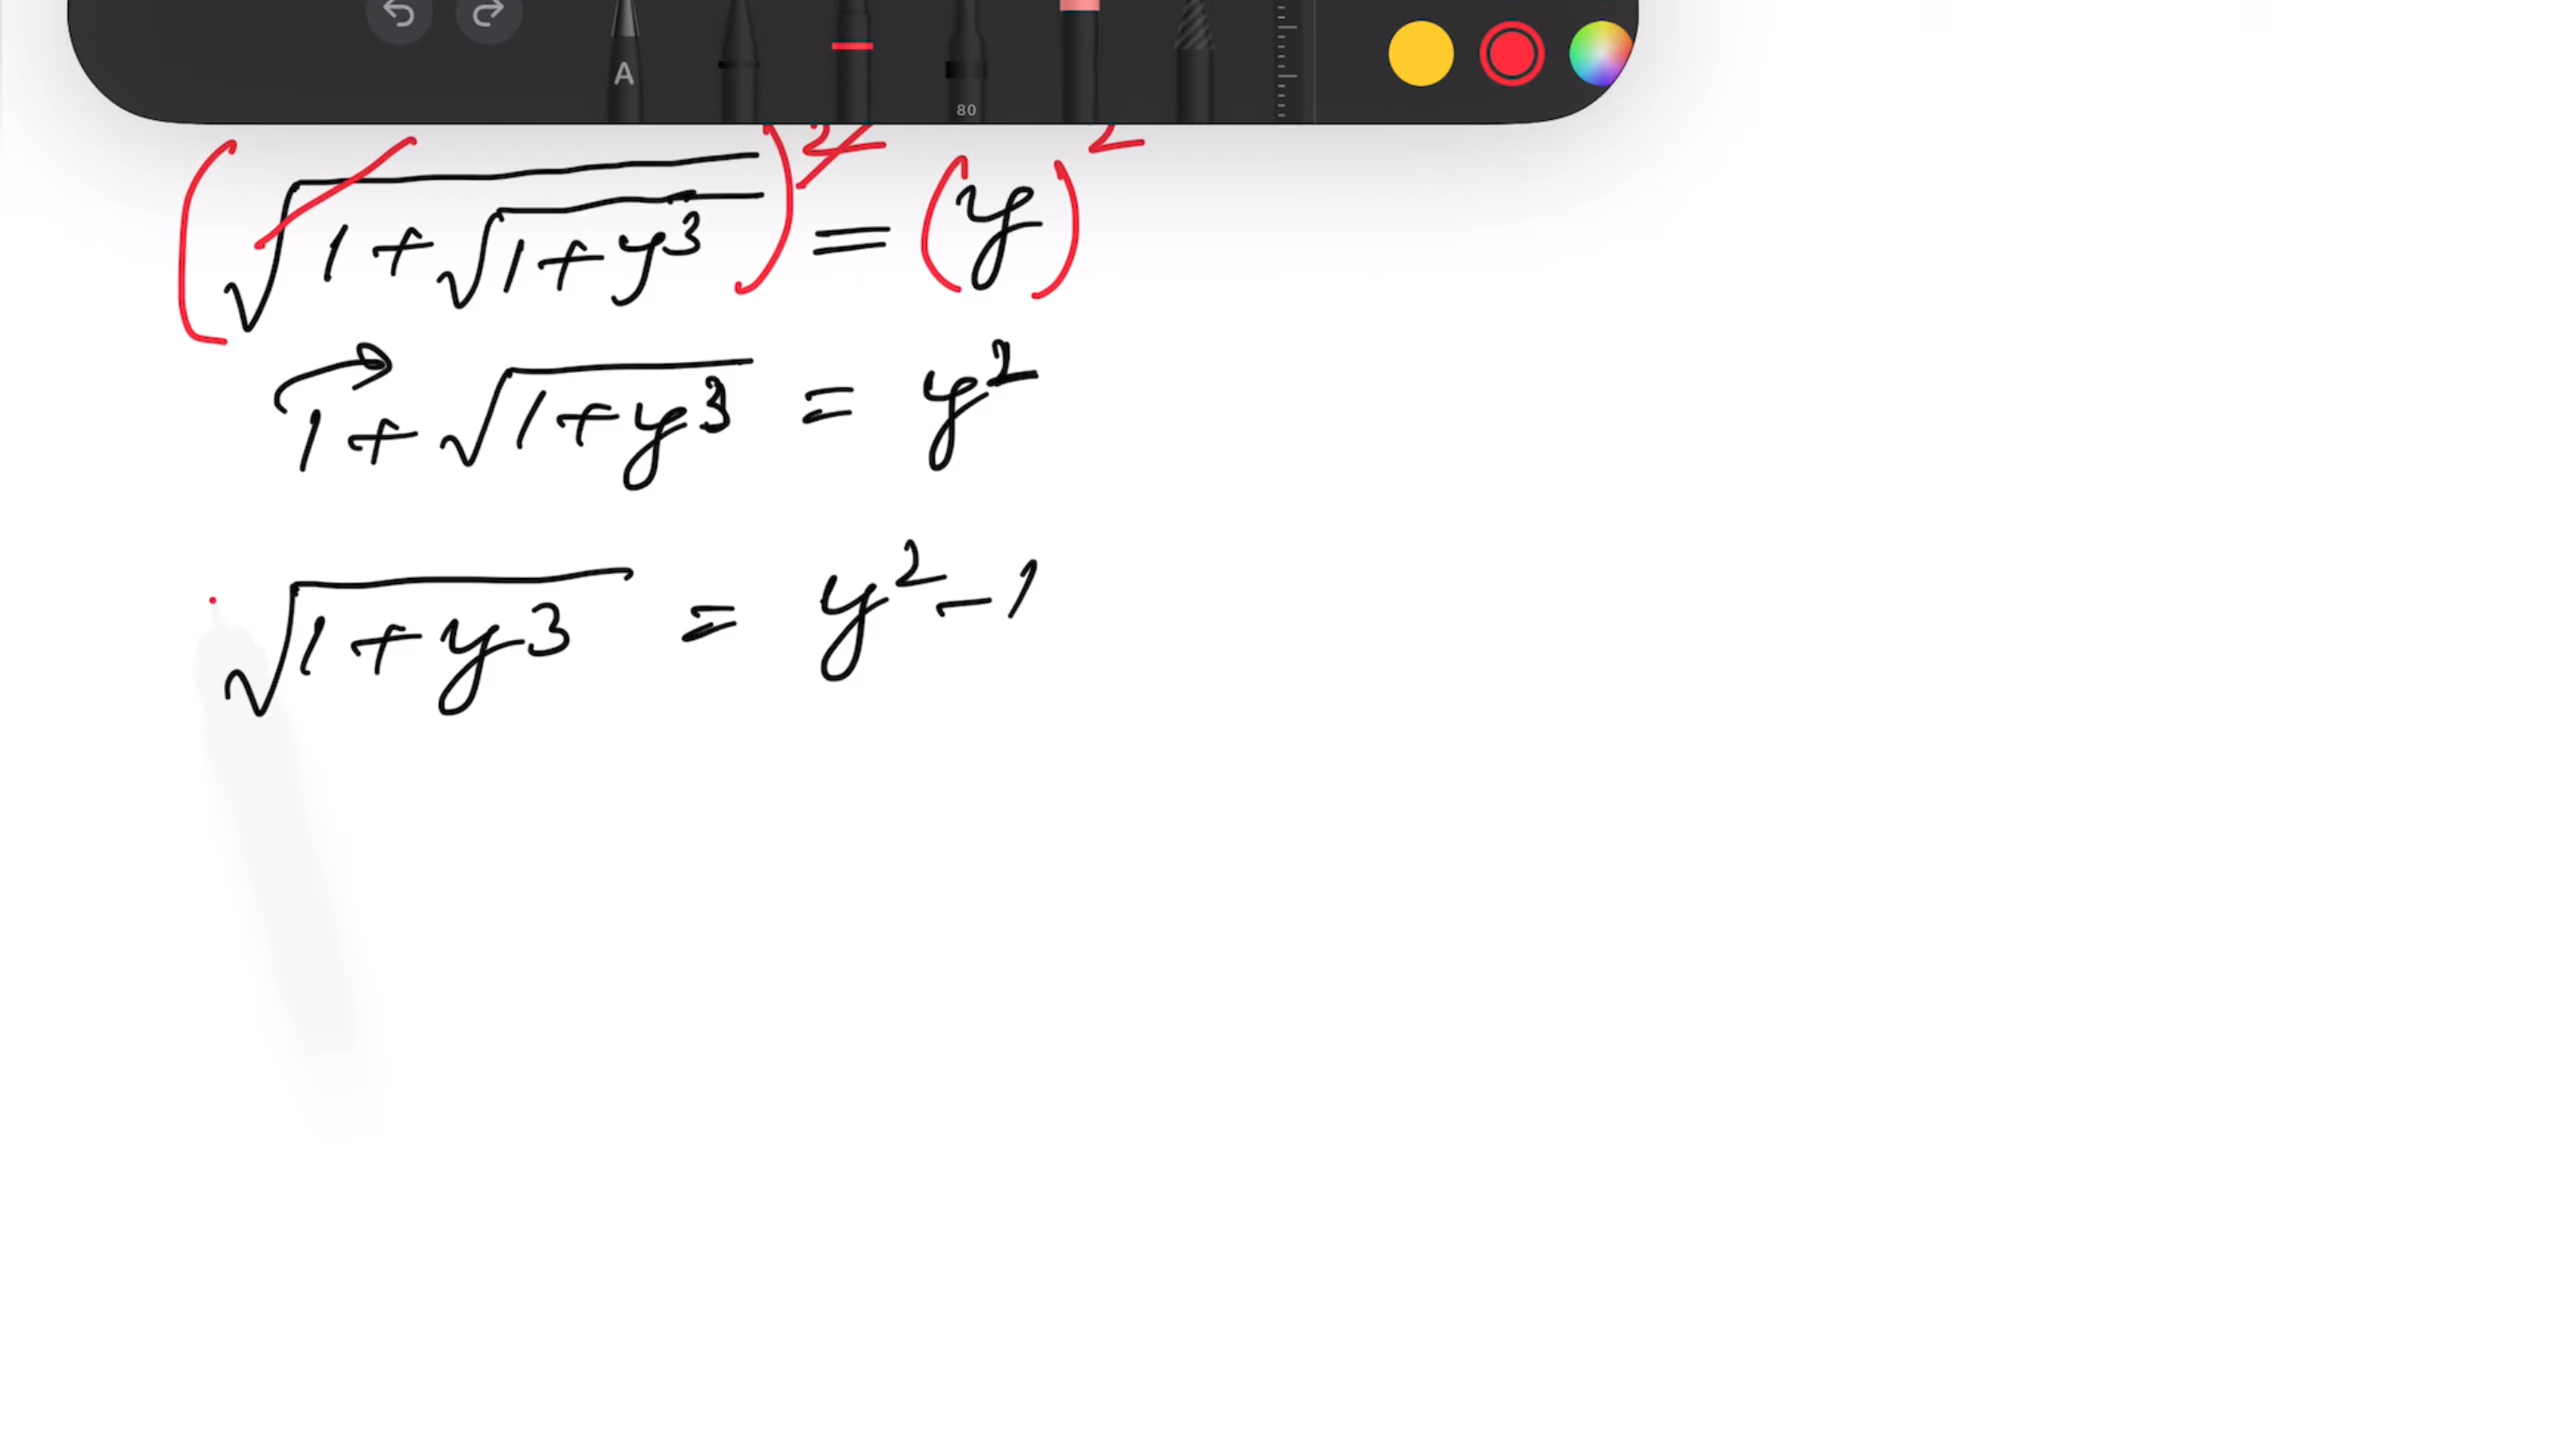 A
80
(√(1+√(1+y³)))² = (y)²
1+√(1+y³) = y²
√(1+y³) = y²-1